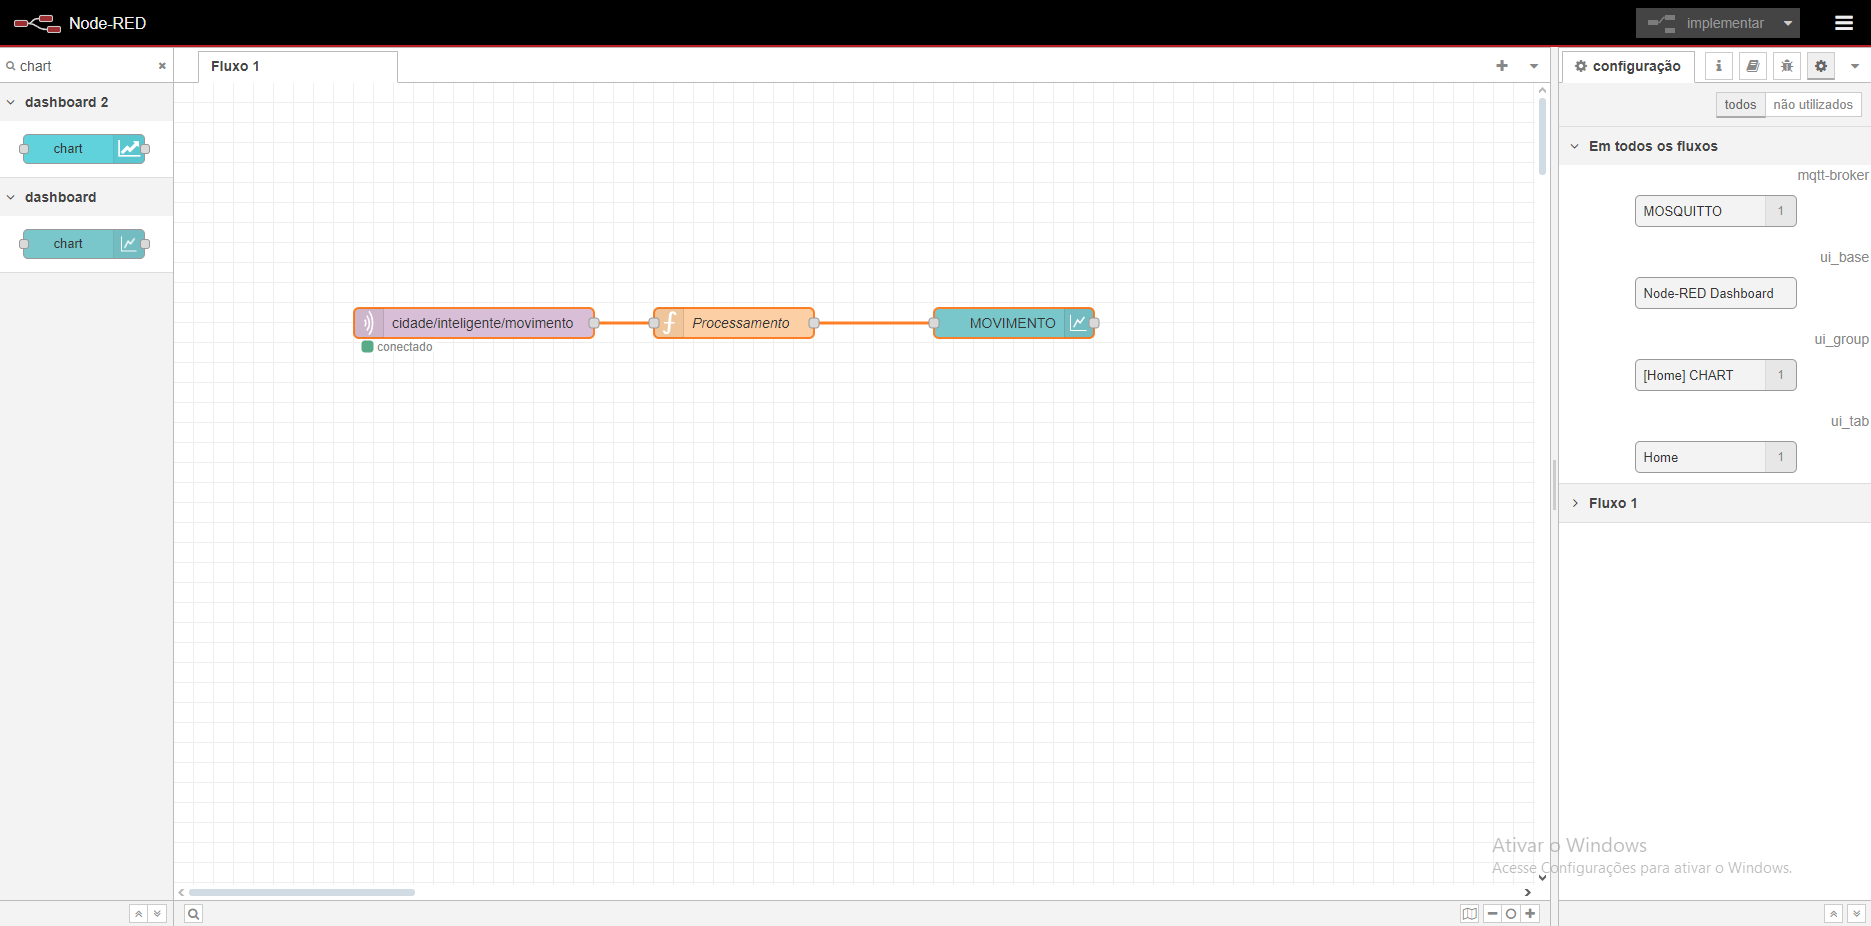 Node-RED
implementar
chart
Fluxo 1
configuração
dashboard 2
todos
não utilizados
chart
Em todos os fluxos
mqtt-broker
dashboard
MOSQUITTO
1
chart
ui_base
Node-RED Dashboard
cidade/inteligente/movimento
Processamento
MOVIMENTO
conectado
ui_group
[Home] CHART
1
ui_tab
Home
1
Fluxo 1
Ativar o Windows
Acesse Configurações para ativar o Windows.